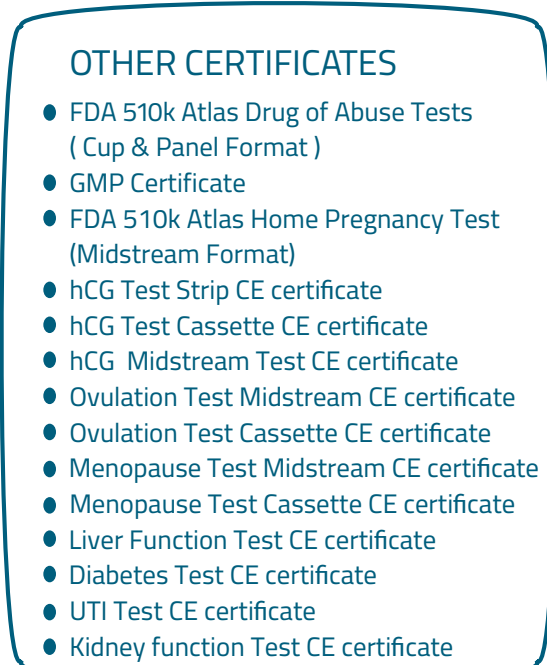 OTHER CERTIFICATES
FDA 510k Atlas Drug of Abuse Tests
( Cup & Panel Format )
GMP Certificate
FDA 510k Atlas Home Pregnancy Test
(Midstream Format)
hCG Test Strip CE certificate
hCG Test Cassette CE certificate
hCG  Midstream Test CE certificate
Ovulation Test Midstream CE certificate
Ovulation Test Cassette CE certificate
Menopause Test Midstream CE certificate
Menopause Test Cassette CE certificate
Liver Function Test CE certificate
Diabetes Test CE certificate
UTI Test CE certificate
Kidney function Test CE certificate